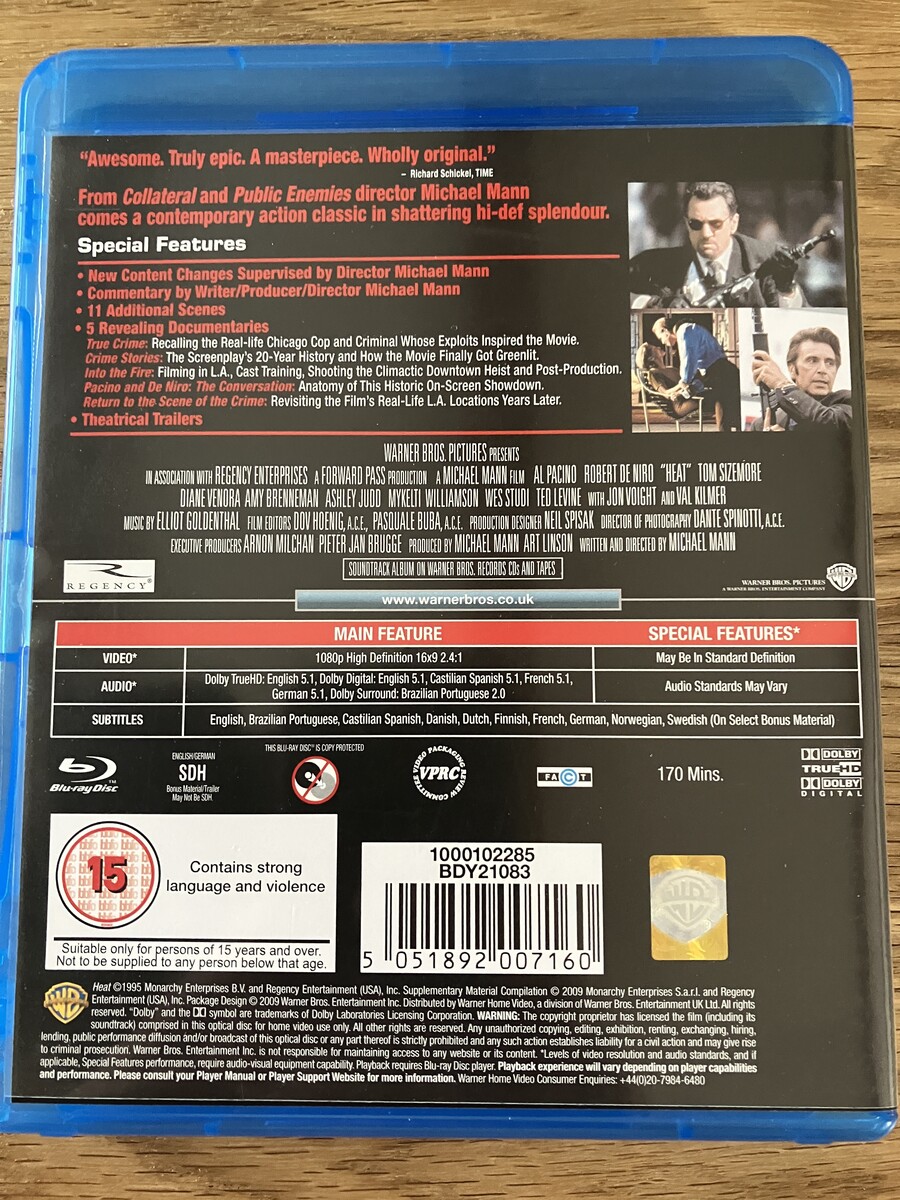 “Awesome. Truly epic. A masterpiece. Wholly original.”
– Richard Schickel, TIME
From Collateral and Public Enemies director Michael Mann
comes a contemporary action classic in shattering hi-def splendour.
Special Features
• New Content Changes Supervised by Director Michael Mann
• Commentary by Writer/Producer/Director Michael Mann
• 11 Additional Scenes
• 5 Revealing Documentaries
True Crime: Recalling the Real-life Chicago Cop and Criminal Whose Exploits Inspired the Movie.
Crime Stories: The Screenplay’s 20-Year History and How the Movie Finally Got Greenlit.
Into the Fire: Filming in L.A., Cast Training, Shooting the Climactic Downtown Heist and Post-Production.
Pacino and De Niro: The Conversation: Anatomy of This Historic On-Screen Showdown.
Return to the Scene of the Crime: Revisiting the Film’s Real-Life L.A. Locations Years Later.
• Theatrical Trailers
WARNER BROS. PICTURES PRESENTS
IN ASSOCIATION WITH REGENCY ENTERPRISES A FORWARD PASS PRODUCTION A MICHAEL MANN FILM AL PACINO ROBERT DE NIRO “HEAT” TOM SIZEMORE
DIANE VENORA AMY BRENNEMAN ASHLEY JUDD MYKELTI WILLIAMSON WES STUDI TED LEVINE WITH JON VOIGHT AND VAL KILMER
MUSIC BY ELLIOT GOLDENTHAL FILM EDITORS DOV HOENIG, A.C.E., PASQUALE BUBA, A.C.E. PRODUCTION DESIGNER NEIL SPISAK DIRECTOR OF PHOTOGRAPHY DANTE SPINOTTI, A.C.E.
EXECUTIVE PRODUCERS ARNON MILCHAN PIETER JAN BRUGGE PRODUCED BY MICHAEL MANN ART LINSON WRITTEN AND DIRECTED BY MICHAEL MANN
SOUNDTRACK ALBUM ON WARNER BROS. RECORDS CDs AND TAPES
R REGENCY®
WARNER BROS. PICTURES
A WARNER BROS. ENTERTAINMENT COMPANY
WB
www.warnerbros.co.uk
MAIN FEATURE SPECIAL FEATURES*
VIDEO* 1080p High Definition 16x9 2.4:1 May Be In Standard Definition
AUDIO* Dolby TrueHD: English 5.1, Dolby Digital: English 5.1, Castilian Spanish 5.1, French 5.1,
German 5.1, Dolby Surround: Brazilian Portuguese 2.0 Audio Standards May Vary
SUBTITLES English, Brazilian Portuguese, Castilian Spanish, Danish, Dutch, Finnish, French, German, Norwegian, Swedish (On Select Bonus Material)
Blu-ray Disc™
ENGLISH/GERMAN
SDH
Bonus Material/Trailer
May Not Be SDH.
THIS BLU-RAY DISC™ IS COPY PROTECTED
VIDEO PACKAGING REVIEW COMMITTEE
VPRC
FACT
170 Mins.
DOLBY
TRUEHD
DOLBY
DIGITAL
15
bbfc
Contains strong
language and violence
Suitable only for persons of 15 years and over.
Not to be supplied to any person below that age.
1000102285
BDY21083
5 051892 007160
WB
WB
Heat ©1995 Monarchy Enterprises B.V. and Regency Entertainment (USA), Inc. Supplementary Material Compilation © 2009 Monarchy Enterprises S.a.r.l. and Regency
Entertainment (USA), Inc. Package Design © 2009 Warner Bros. Entertainment Inc. Distributed by Warner Home Video, a division of Warner Bros. Entertainment UK Ltd. All rights
reserved. “Dolby” and the DD symbol are trademarks of Dolby Laboratories Licensing Corporation. WARNING: The copyright proprietor has licensed the film (including its
soundtrack) comprised in this optical disc for home video use only. All other rights are reserved. Any unauthorized copying, editing, exhibition, renting, exchanging, hiring,
lending, public performance diffusion and/or broadcast of this optical disc or any part thereof is strictly prohibited and any such action establishes liability for a civil action and may give rise
to criminal prosecution. Warner Bros. Entertainment Inc. is not responsible for maintaining access to any website or its content. *Levels of video resolution and audio standards, and if
applicable, Special Features performance, require audio-visual equipment capability. Playback requires Blu-ray Disc player. Playback experience will vary depending on player capabilities
and performance. Please consult your Player Manual or Player Support Website for more information. Warner Home Video Consumer Enquiries: +44(0)20-7984-6480